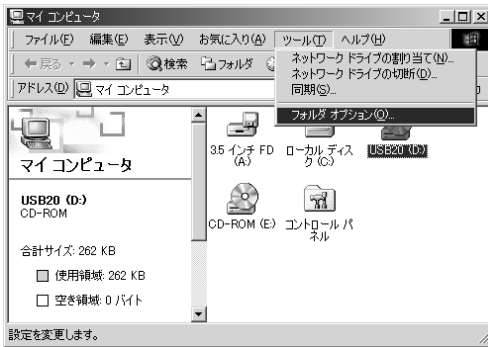 マイ コンピュータ
ファイル(F) 編集(E) 表示(V) お気に入り(A) ツール(T) ヘルプ(H)
戻る 検索 フォルダ
ネットワーク ドライブの割り当て(N)...
ネットワーク ドライブの切断(D)...
同期(S)...
フォルダ オプション(O)...
アドレス(D) マイ コンピュータ
マイ コンピュータ
USB20 (D:)
CD-ROM
合計サイズ: 262 KB
使用領域: 262 KB
空き領域: 0 バイト
3.5 インチ FD
(A:)
ローカル ディス
ク (C:)
USB20 (D:)
CD-ROM (E:)
コントロール パ
ネル
設定を変更します。